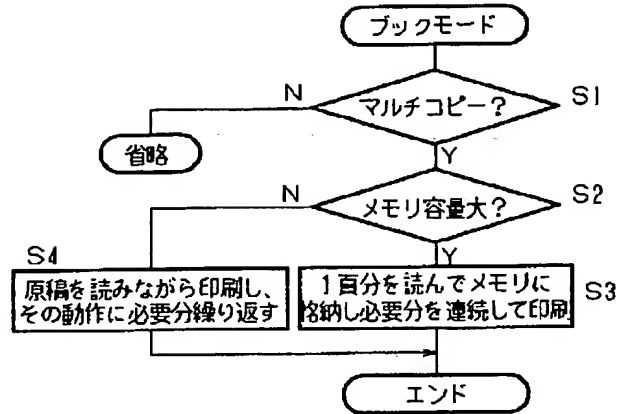 ブックモード
N
マルチコピー?
S1
省略
Y
N
メモリ容量大?
S2
S4
Y
原稿を読みながら印刷し、
その動作に必要分繰り返す
1頁分を読んでメモリに
格納し必要分を連続して印刷
S3
エンド